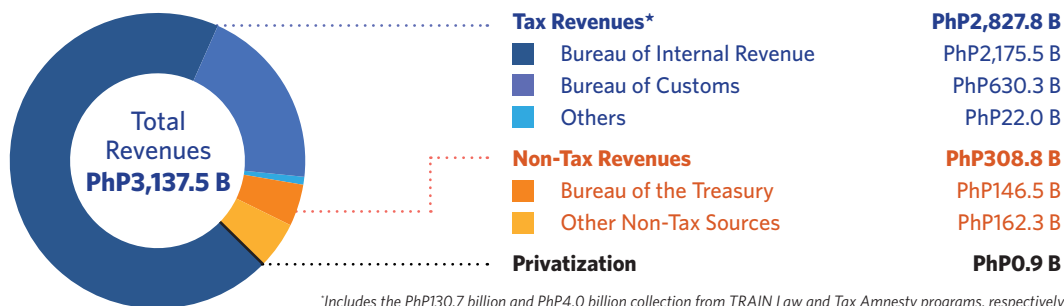 Total
Revenues
PhP3,137.5 B
Tax Revenues* PhP2,827.8 B
Bureau of Internal Revenue PhP2,175.5 B
Bureau of Customs PhP630.3 B
Others PhP22.0 B
Non-Tax Revenues PhP308.8 B
Bureau of the Treasury PhP146.5 B
Other Non-Tax Sources PhP162.3 B
Privatization PhP0.9 B
*Includes the PhP130.7 billion and PhP4.0 billion collection from TRAIN Law and Tax Amnesty programs, respectively